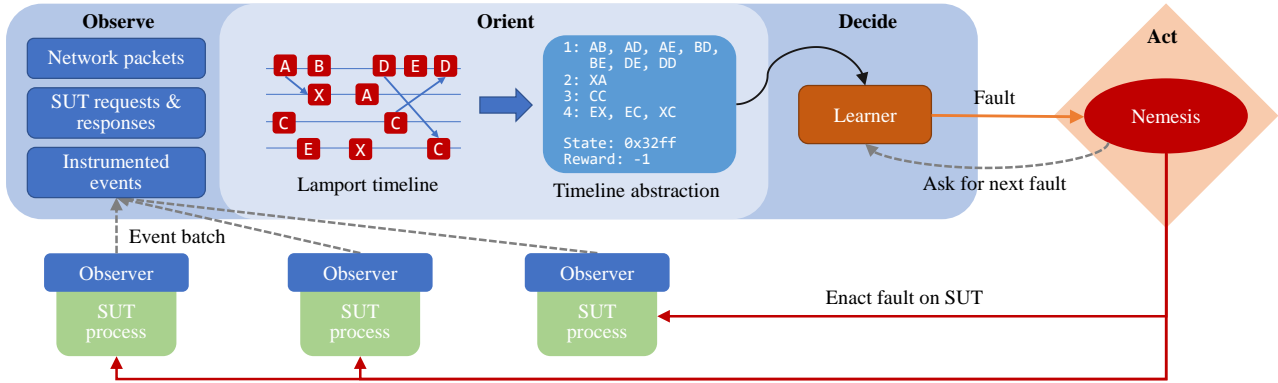 Observe
Network packets
SUT requests &
responses
Instrumented
events
Orient
A B D E D
X A
C C
E X C
Lamport timeline
1: AB, AD, AE, BD,
BE, DE, DD
2: XA
3: CC
4: EX, EC, XC
State: 0x32ff
Reward: -1
Timeline abstraction
Decide
Learner
Fault
Ask for next fault
Act
Nemesis
Event batch
Observer
SUT
process
Observer
SUT
process
Observer
SUT
process
Enact fault on SUT